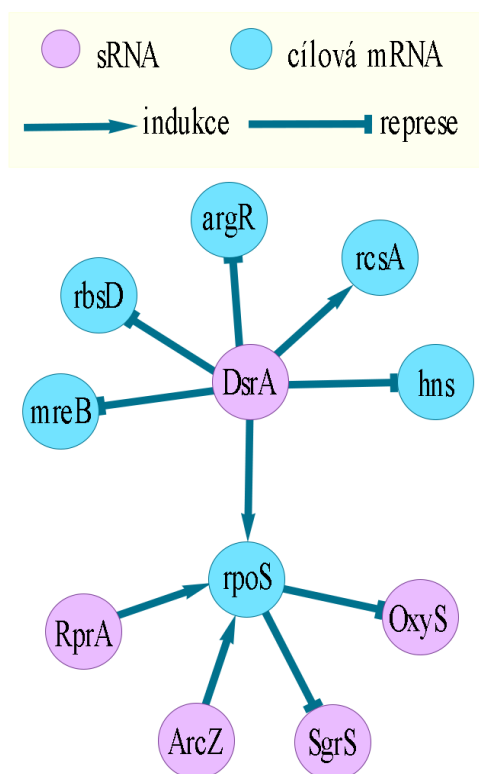 sRNA cílová mRNA
indukce represe
argR
rcsA
rbsD
DsrA
hns
mreB
rpoS
OxyS
RprA
ArcZ
SgrS